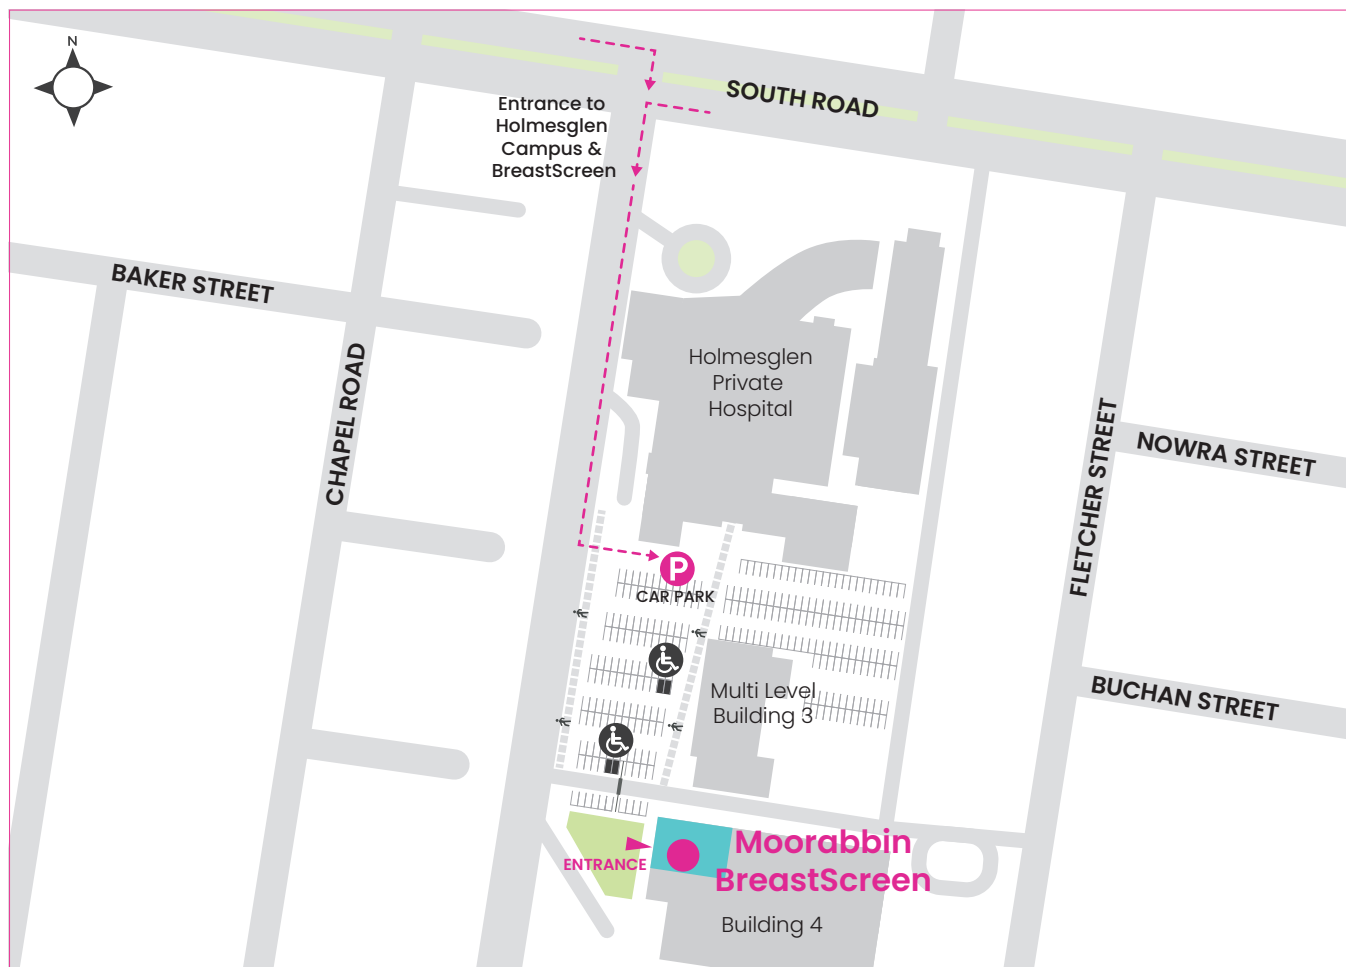 N
SOUTH ROAD
Entrance to
Holmesglen
Campus &
BreastScreen
BAKER STREET
CHAPEL ROAD
Holmesglen
Private
Hospital
FLETCHER STREET
NOWRA STREET
P
CAR PARK
Multi Level
Building 3
BUCHAN STREET
ENTRANCE
Moorabbin
BreastScreen
Building 4